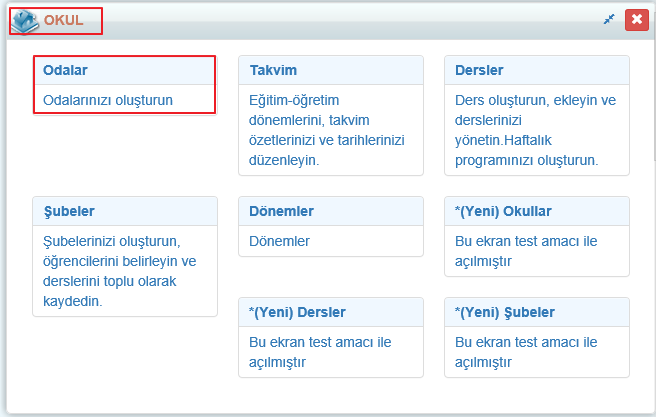 OKUL
Odalar
Odalarınızı oluşturun
Takvim
Eğitim-öğretim
dönemlerini, takvim
özetlerinizi ve tarihlerinizi
düzenleyin.
Dersler
Ders oluşturun, ekleyin ve
derslerinizi
yönetin.Haftalık
programınızı oluşturun.
Şubeler
Şubelerinizi oluşturun,
öğrencilerini belirleyin ve
derslerini toplu olarak
kaydedin.
Dönemler
Dönemler
*(Yeni) Okullar
Bu ekran test amacı ile
açılmıştır
*(Yeni) Dersler
Bu ekran test amacı ile
açılmıştır
*(Yeni) Şubeler
Bu ekran test amacı ile
açılmıştır